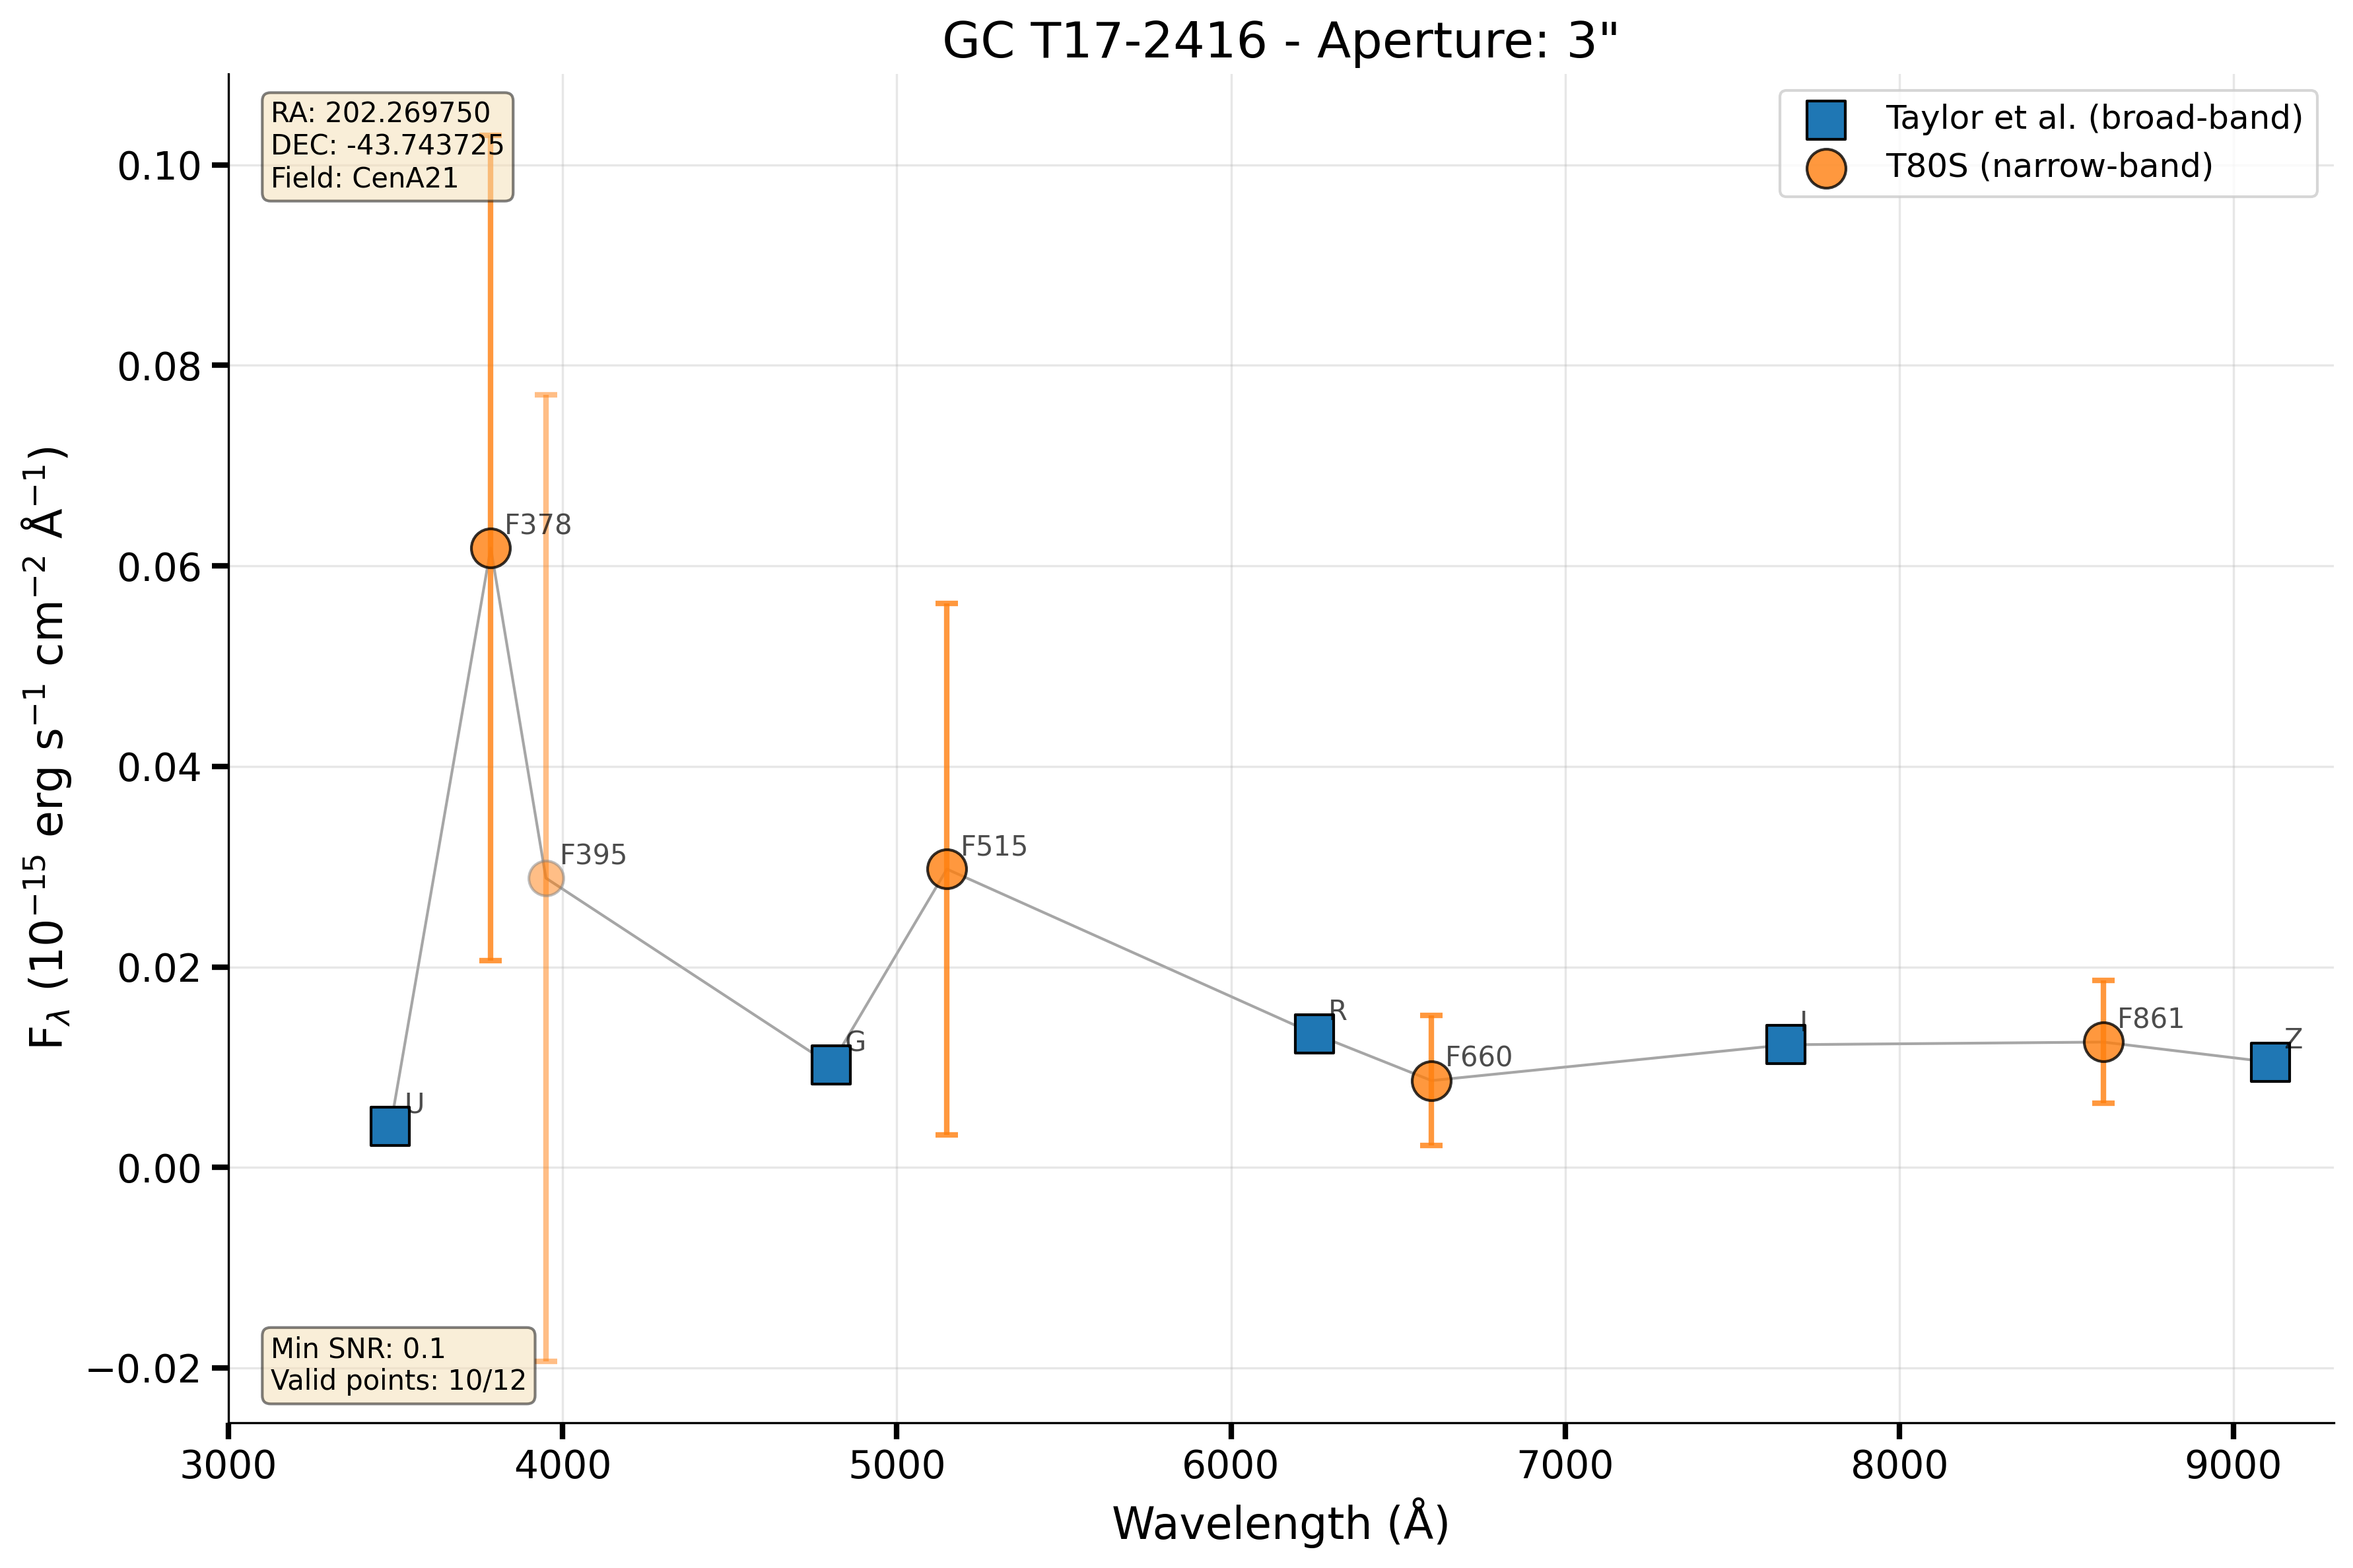 GC T17-2416 - Aperture: 3"
RA: 202.269750
DEC: -43.743725
Field: CenA21
Taylor et al. (broad-band)
T80S (narrow-band)
0.10
0.08
0.06
0.04
0.02
0.00
−0.02
F378
F395
F515
U
G
R
F660
I
F861
Z
Min SNR: 0.1
Valid points: 10/12
3000
4000
5000
6000
7000
8000
9000
Wavelength (Å)
Fλ (10⁻¹⁵ erg s⁻¹ cm⁻² Å⁻¹)